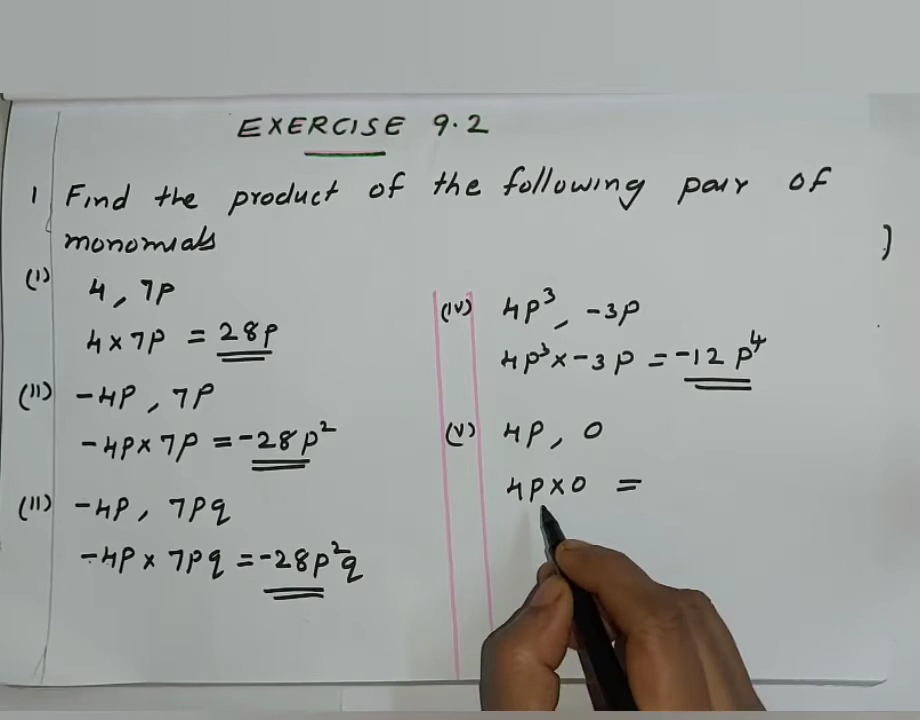 EXERCISE 9.2
1 Find the product of the following pair of
monomials
(i) 4, 7p
4 × 7p = 28p
(ii) -4p, 7p
-4p × 7p = -28p²
(ii) -4p, 7pq
-4p × 7pq = -28p²q
(iv) 4p³, -3p
4p³ × -3p = -12p⁴
(v) 4p, 0
4p × 0 =